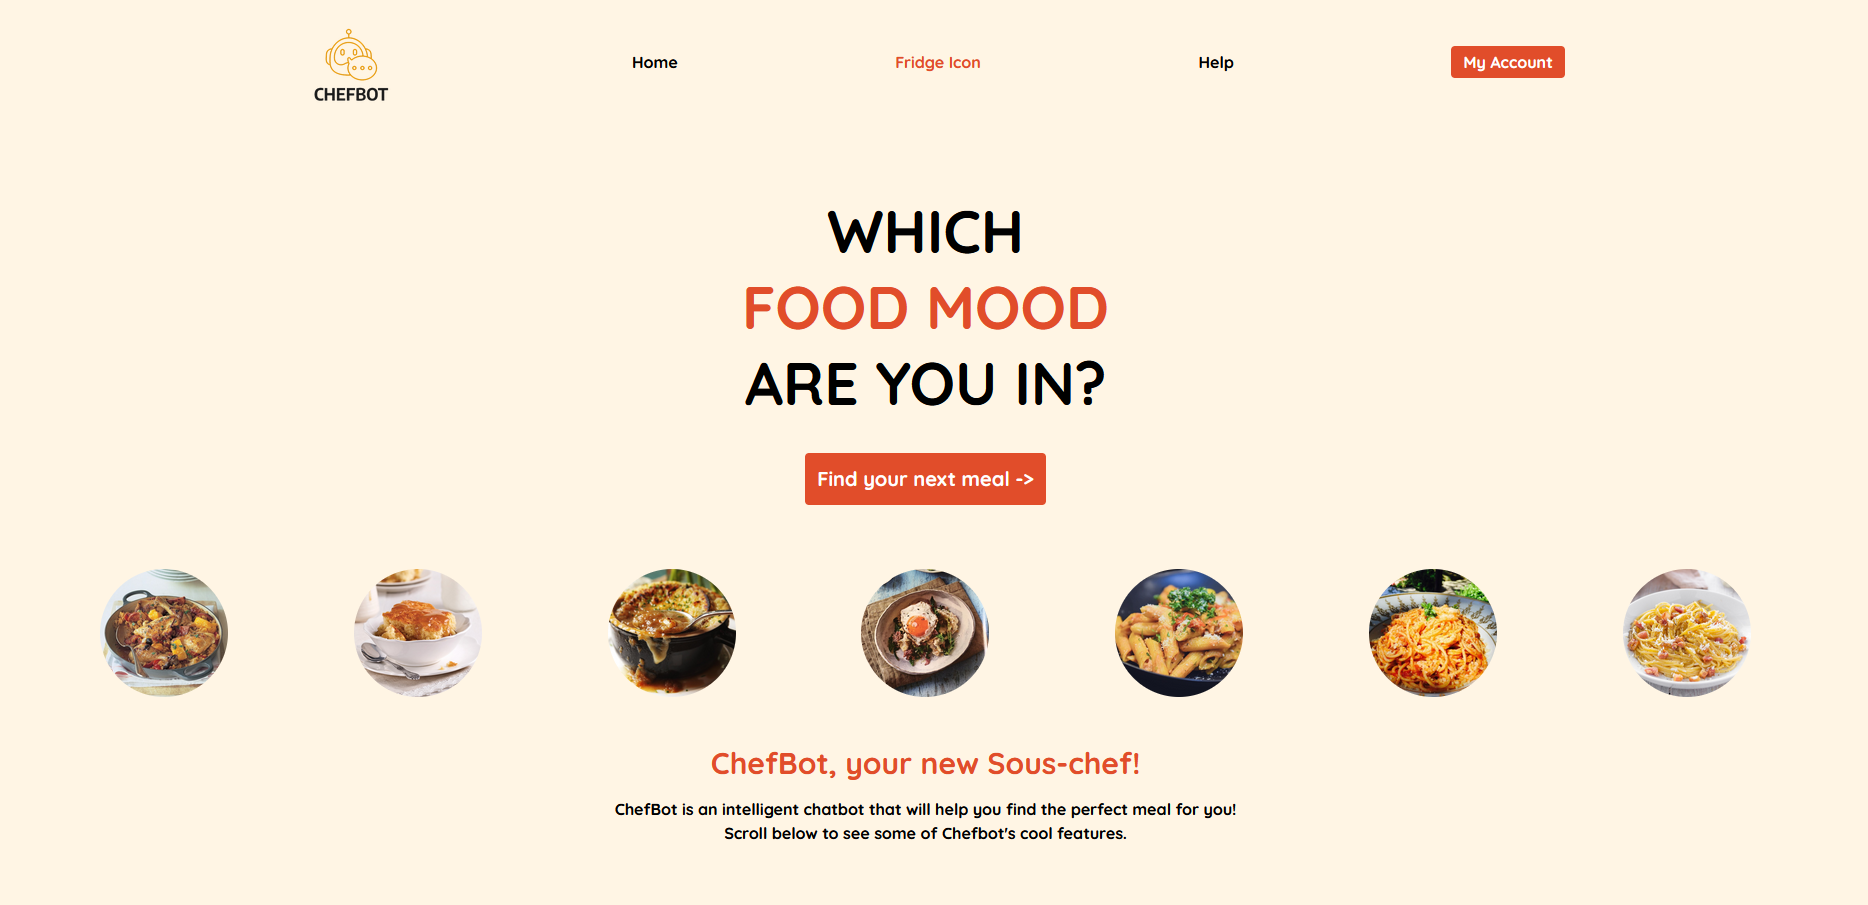 CHEFBOT
Home
Fridge Icon
Help
My Account
WHICH
FOOD MOOD
ARE YOU IN?
Find your next meal ->
ChefBot, your new Sous-chef!
ChefBot is an intelligent chatbot that will help you find the perfect meal for you!
Scroll below to see some of Chefbot's cool features.